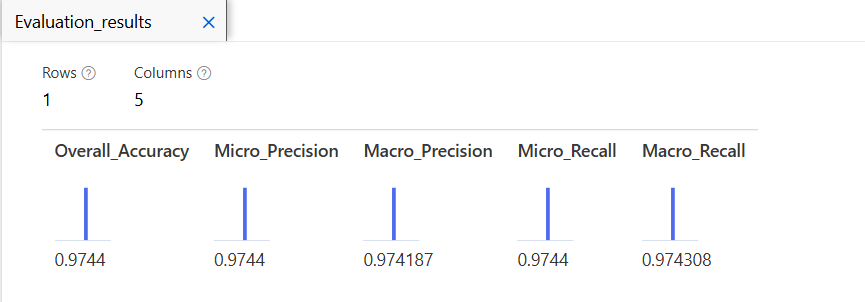 Evaluation_results
Rows Columns
1 5
Overall_Accuracy Micro_Precision Macro_Precision Micro_Recall Macro_Recall
0.9744 0.9744 0.974187 0.9744 0.974308